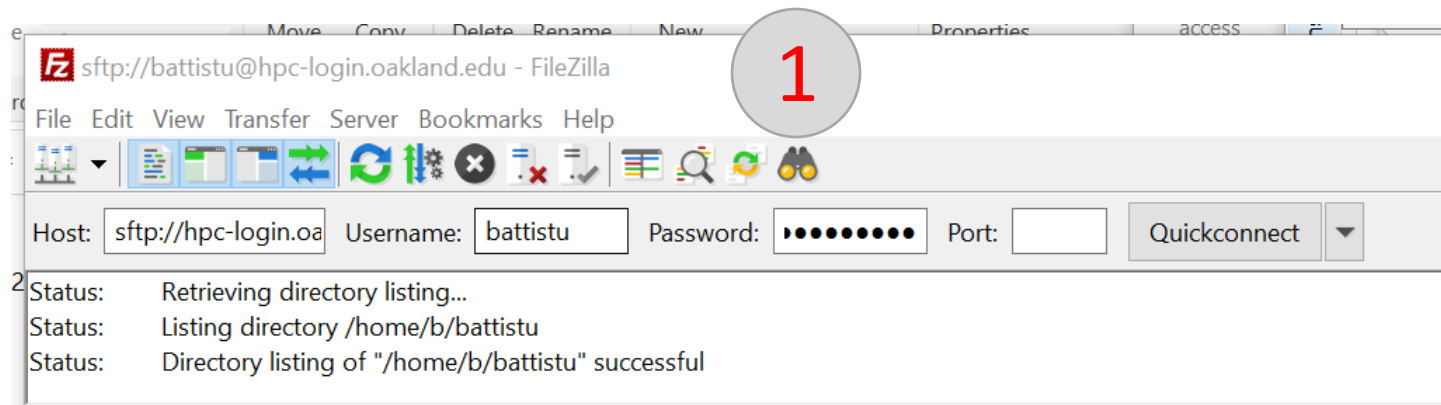 Move Copy Delete Rename New Properties access
1
Fz sftp://battistu@hpc-login.oakland.edu - FileZilla
File Edit View Transfer Server Bookmarks Help
Host: sftp://hpc-login.oa Username: battistu Password: ●●●●●●●●● Port: Quickconnect
2
Status: Retrieving directory listing...
Status: Listing directory /home/b/battistu
Status: Directory listing of "/home/b/battistu" successful